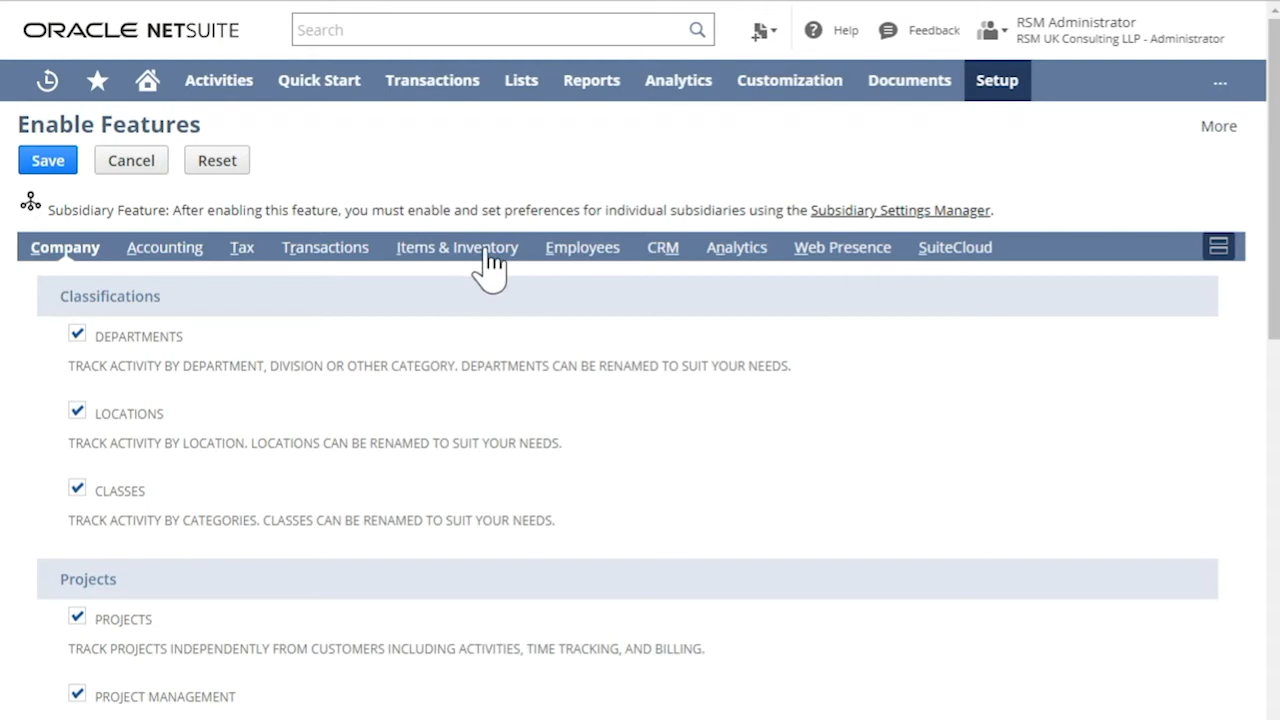 ORACLE NETSUITE
Search
Help
Feedback
RSM Administrator
RSM UK Consulting LLP - Administrator
Activities Quick Start Transactions Lists Reports Analytics Customization Documents Setup ...
Enable Features
More
Save Cancel Reset
Subsidiary Feature: After enabling this feature, you must enable and set preferences for individual subsidiaries using the Subsidiary Settings Manager.
Company Accounting Tax Transactions Items & Inventory Employees CRM Analytics Web Presence SuiteCloud
Classifications
DEPARTMENTS
TRACK ACTIVITY BY DEPARTMENT, DIVISION OR OTHER CATEGORY. DEPARTMENTS CAN BE RENAMED TO SUIT YOUR NEEDS.
LOCATIONS
TRACK ACTIVITY BY LOCATION. LOCATIONS CAN BE RENAMED TO SUIT YOUR NEEDS.
CLASSES
TRACK ACTIVITY BY CATEGORIES. CLASSES CAN BE RENAMED TO SUIT YOUR NEEDS.
Projects
PROJECTS
TRACK PROJECTS INDEPENDENTLY FROM CUSTOMERS INCLUDING ACTIVITIES, TIME TRACKING, AND BILLING.
PROJECT MANAGEMENT